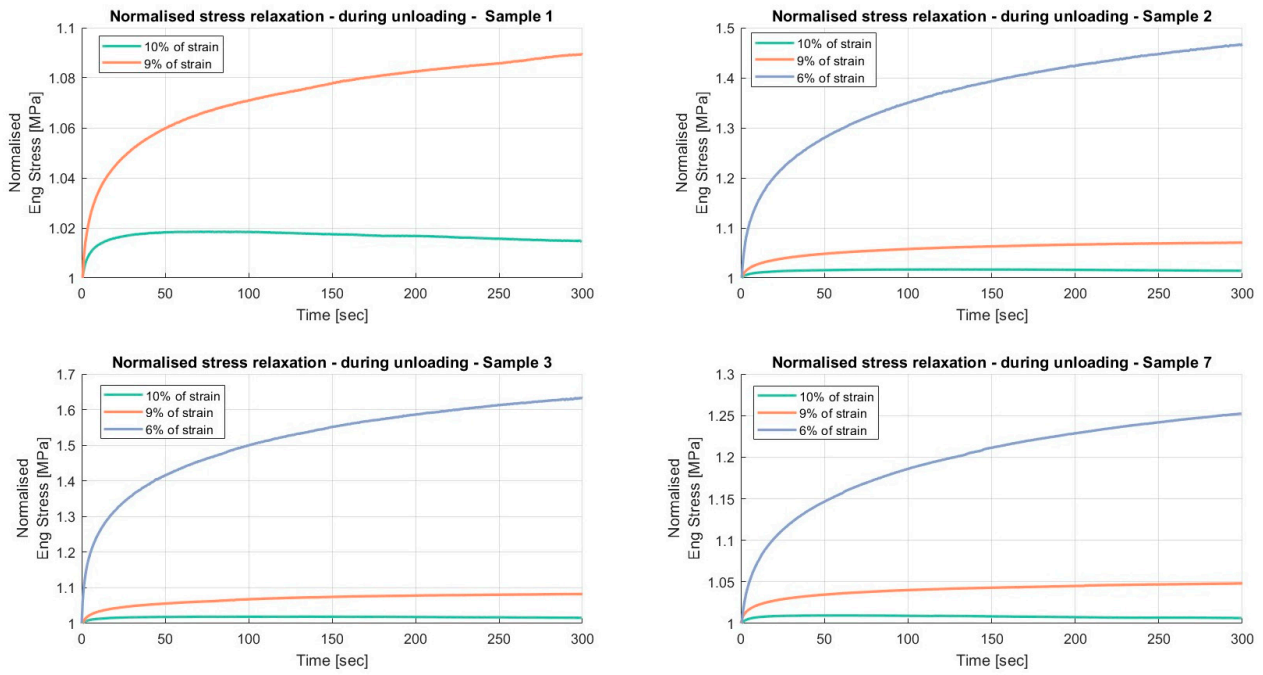 Normalised stress relaxation - during unloading -  Sample 1
1.1
1.08
1.06
1.04
1.02
1
Normalised
Eng Stress [MPa]
10% of strain
9% of strain
0 50 100 150 200 250 300
Time [sec]
Normalised stress relaxation - during unloading - Sample 2
1.5
1.4
1.3
1.2
1.1
1
Normalised
Eng Stress [MPa]
10% of strain
9% of strain
6% of strain
0 50 100 150 200 250 300
Time [sec]
Normalised stress relaxation - during unloading - Sample 3
1.7
1.6
1.5
1.4
1.3
1.2
1.1
1
Normalised
Eng Stress [MPa]
10% of strain
9% of strain
6% of strain
0 50 100 150 200 250 300
Time [sec]
Normalised stress relaxation - during unloading - Sample 7
1.3
1.25
1.2
1.15
1.1
1.05
1
Normalised
Eng Stress [MPa]
10% of strain
9% of strain
6% of strain
0 50 100 150 200 250 300
Time [sec]